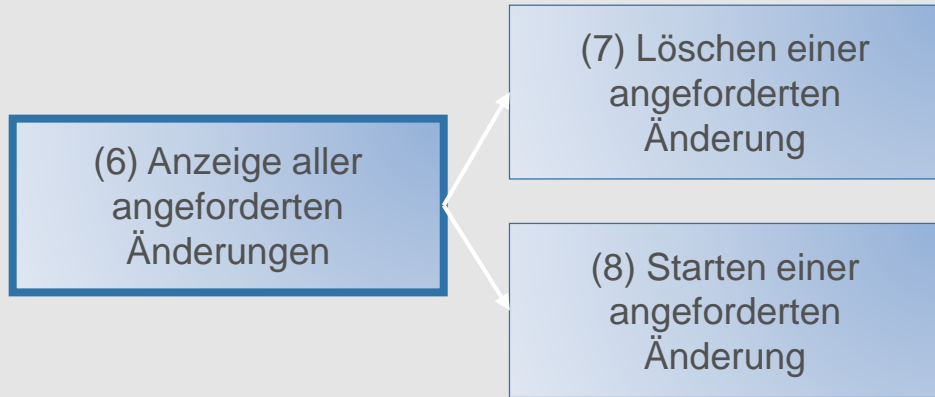 (7) Löschen einer
angeforderten
Änderung
(6) Anzeige aller
angeforderten
Änderungen
(8) Starten einer
angeforderten
Änderung